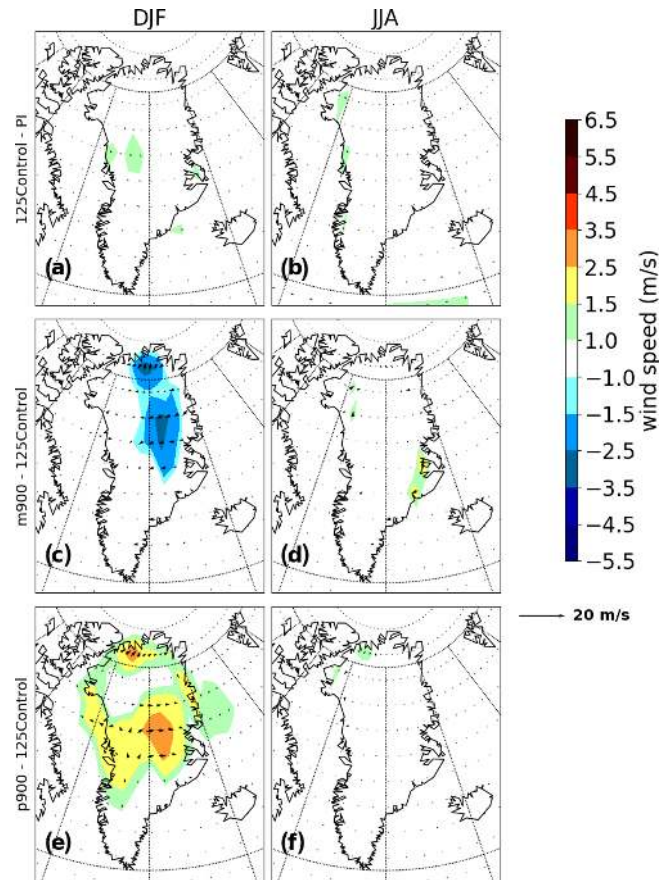 DJF JJA
125Control - PI
(a) (b)
m900 - 125Control
(c) (d)
p900 - 125Control
(e) (f)
6.5
5.5
4.5
3.5
2.5
1.5
1.0
−1.0
−1.5
−2.5
−3.5
−4.5
−5.5
wind speed (m/s)
20 m/s